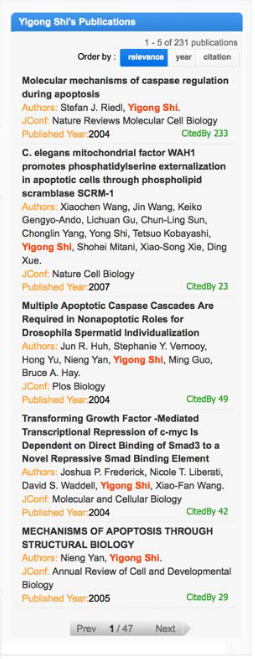 Yigong Shi's Publications
1 - 5 of 231 publications
Order by : relevance year citation
Molecular mechanisms of caspase regulation
during apoptosis
Authors: Stefan J. Riedl, Yigong Shi.
JConf: Nature Reviews Molecular Cell Biology
Published Year:2004 CitedBy 233
C. elegans mitochondrial factor WAH1
promotes phosphatidylserine externalization
in apoptotic cells through phospholipid
scramblase SCRM-1
Authors: Xiaochen Wang, Jin Wang, Keiko
Gengyo-Ando, Lichuan Gu, Chun-Ling Sun,
Chonglin Yang, Yong Shi, Tetsuo Kobayashi,
Yigong Shi, Shohei Mitani, Xiao-Song Xie, Ding
Xue.
JConf: Nature Cell Biology
Published Year:2007 CitedBy 23
Multiple Apoptotic Caspase Cascades Are
Required in Nonapoptotic Roles for
Drosophila Spermatid Individualization
Authors: Jun R. Huh, Stephanie Y. Vernooy,
Hong Yu, Nieng Yan, Yigong Shi, Ming Guo,
Bruce A. Hay.
JConf: Plos Biology
Published Year:2004 CitedBy 49
Transforming Growth Factor -Mediated
Transcriptional Repression of c-myc Is
Dependent on Direct Binding of Smad3 to a
Novel Repressive Smad Binding Element
Authors: Joshua P. Frederick, Nicole T. Liberati,
David S. Waddell, Yigong Shi, Xiao-Fan Wang.
JConf: Molecular and Cellular Biology
Published Year:2004 CitedBy 42
MECHANISMS OF APOPTOSIS THROUGH
STRUCTURAL BIOLOGY
Authors: Nieng Yan, Yigong Shi.
JConf: Annual Review of Cell and Developmental
Biology
Published Year:2005 CitedBy 29
Prev 1 / 47 Next